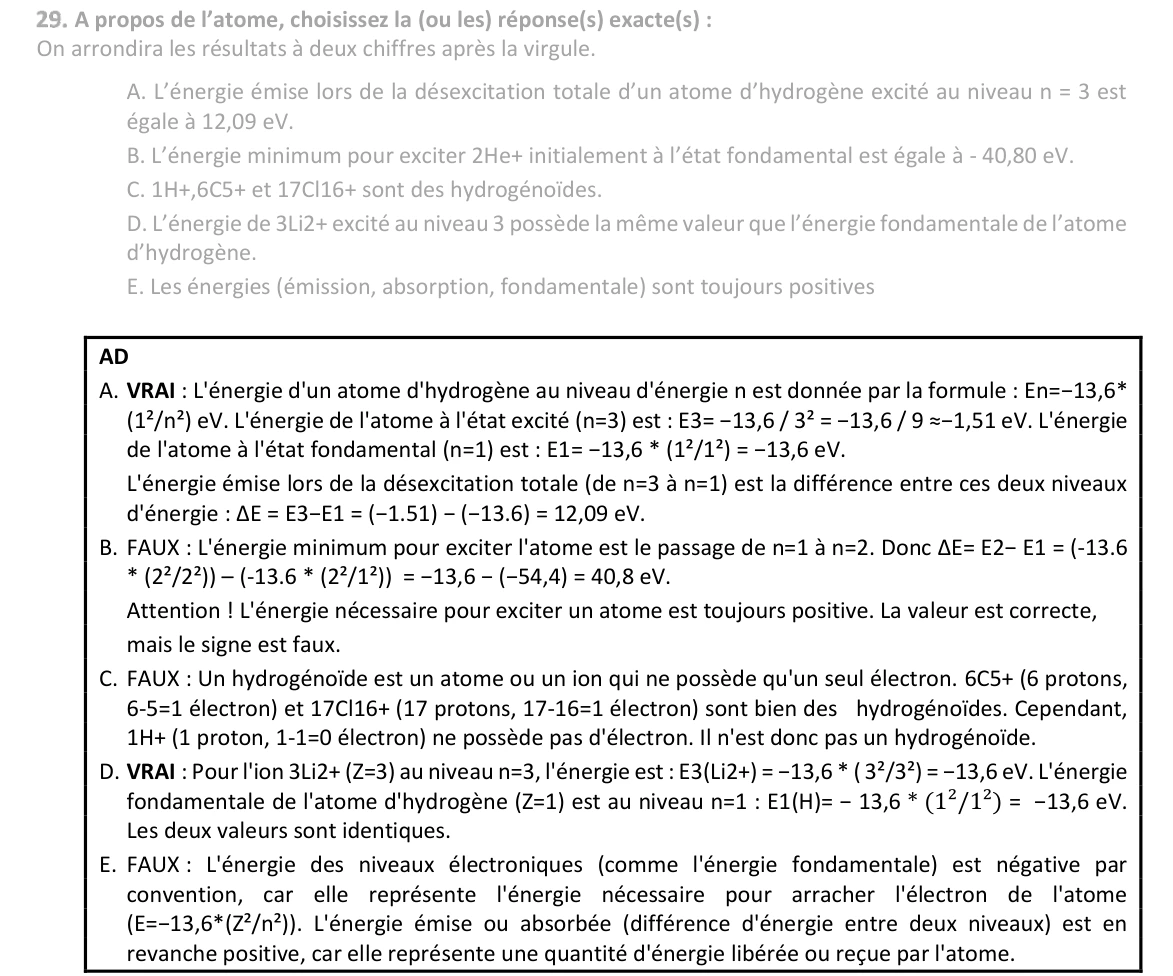 29. A propos de l’atome, choisissez la (ou les) réponse(s) exacte(s) :
On arrondira les résultats à deux chiffres après la virgule.
A. L’énergie émise lors de la désexcitation totale d’un atome d’hydrogène excité au niveau n = 3 est
égale à 12,09 eV.
B. L’énergie minimum pour exciter 2He+ initialement à l’état fondamental est égale à - 40,80 eV.
C. 1H+,6C5+ et 17Cl16+ sont des hydrogénoïdes.
D. L’énergie de 3Li2+ excité au niveau 3 possède la même valeur que l’énergie fondamentale de l’atome
d’hydrogène.
E. Les énergies (émission, absorption, fondamentale) sont toujours positives
AD
A. VRAI : L'énergie d'un atome d'hydrogène au niveau d'énergie n est donnée par la formule : En=−13,6*
(1²/n²) eV. L'énergie de l'atome à l'état excité (n=3) est : E3= −13,6 / 3² = −13,6 / 9 ≈−1,51 eV. L'énergie
de l'atome à l'état fondamental (n=1) est : E1= −13,6 * (1²/1²) = −13,6 eV.
L'énergie émise lors de la désexcitation totale (de n=3 à n=1) est la différence entre ces deux niveaux
d'énergie : ΔE = E3−E1 = (−1.51) − (−13.6) = 12,09 eV.
B. FAUX : L'énergie minimum pour exciter l'atome est le passage de n=1 à n=2. Donc ΔE= E2− E1 = (-13.6
* (2²/2²)) – (-13.6 * (2²/1²)) = −13,6 − (−54,4) = 40,8 eV.
Attention ! L'énergie nécessaire pour exciter un atome est toujours positive. La valeur est correcte,
mais le signe est faux.
C. FAUX : Un hydrogénoïde est un atome ou un ion qui ne possède qu'un seul électron. 6C5+ (6 protons,
6-5=1 électron) et 17Cl16+ (17 protons, 17-16=1 électron) sont bien des hydrogénoïdes. Cependant,
1H+ (1 proton, 1-1=0 électron) ne possède pas d'électron. Il n'est donc pas un hydrogénoïde.
D. VRAI : Pour l'ion 3Li2+ (Z=3) au niveau n=3, l'énergie est : E3(Li2+) = −13,6 * ( 3²/3²) = −13,6 eV. L'énergie
fondamentale de l'atome d'hydrogène (Z=1) est au niveau n=1 : E1(H)= − 13,6 * (1²/1²) = −13,6 eV.
Les deux valeurs sont identiques.
E. FAUX : L'énergie des niveaux électroniques (comme l'énergie fondamentale) est négative par
convention, car elle représente l'énergie nécessaire pour arracher l'électron de l'atome
(E=−13,6*(Z²/n²)). L'énergie émise ou absorbée (différence d'énergie entre deux niveaux) est en
revanche positive, car elle représente une quantité d'énergie libérée ou reçue par l'atome.